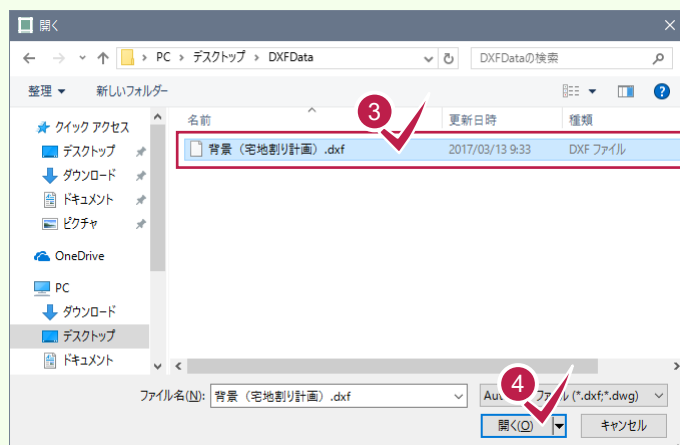 開く
PC > デスクトップ > DXFData
DXFDataの検索
整理 新しいフォルダー
名前 更新日時 種類
3
背景（宅地割り計画）.dxf 2017/03/13 9:33 DXF ファイル
クイック アクセス
デスクトップ
ダウンロード
ドキュメント
ピクチャ
OneDrive
PC
ダウンロード
デスクトップ
ドキュメント
4
ファイル名(N): 背景（宅地割り計画）.dxf
(*.dxf;*.dwg)
開く(O) キャンセル